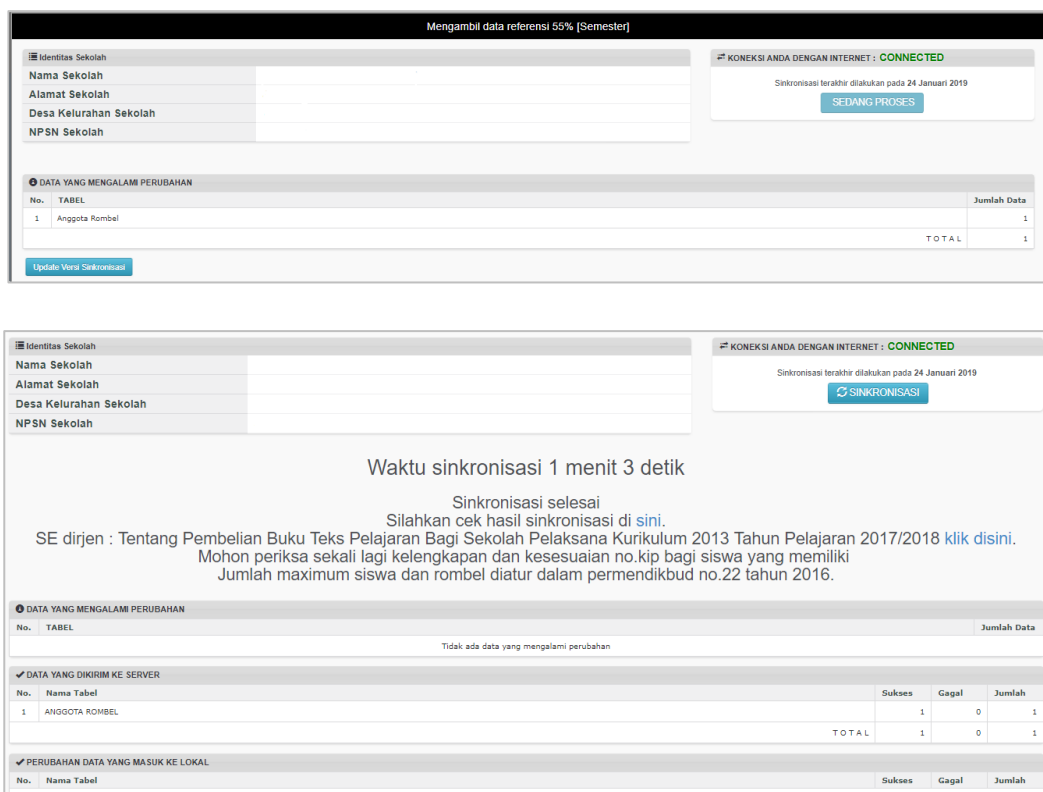 Mengambil data referensi 55% [Semester]
Identitas Sekolah
Nama Sekolah
Alamat Sekolah
Desa Kelurahan Sekolah
NPSN Sekolah
KONEKSI ANDA DENGAN INTERNET : CONNECTED
Sinkronisasi terakhir dilakukan pada 24 Januari 2019
SEDANG PROSES
DATA YANG MENGALAMI PERUBAHAN
No. TABEL Jumlah Data
1 Anggota Rombel 1
T O T A L 1
Update Versi Sinkronisasi
Identitas Sekolah
Nama Sekolah
Alamat Sekolah
Desa Kelurahan Sekolah
NPSN Sekolah
KONEKSI ANDA DENGAN INTERNET : CONNECTED
Sinkronisasi terakhir dilakukan pada 24 Januari 2019
SINKRONISASI
Waktu sinkronisasi 1 menit 3 detik
Sinkronisasi selesai
Silahkan cek hasil sinkronisasi di sini.
SE dirjen : Tentang Pembelian Buku Teks Pelajaran Bagi Sekolah Pelaksana Kurikulum 2013 Tahun Pelajaran 2017/2018 klik disini.
Mohon periksa sekali lagi kelengkapan dan kesesuaian no.kip bagi siswa yang memiliki
Jumlah maximum siswa dan rombel diatur dalam permendikbud no.22 tahun 2016.
DATA YANG MENGALAMI PERUBAHAN
No. TABEL Jumlah Data
Tidak ada data yang mengalami perubahan
DATA YANG DIKIRIM KE SERVER
No. Nama Tabel Sukses Gagal Jumlah
1 ANGGOTA ROMBEL 1 0 1
T O T A L 1 0 1
PERUBAHAN DATA YANG MASUK KE LOKAL
No. Nama Tabel Sukses Gagal Jumlah